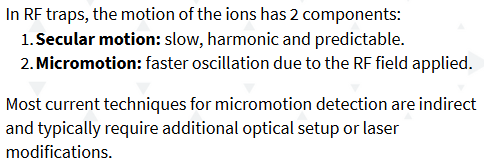 In RF traps, the motion of the ions has 2 components:
1. Secular motion: slow, harmonic and predictable.
2. Micromotion: faster oscillation due to the RF field applied.
Most current techniques for micromotion detection are indirect
and typically require additional optical setup or laser
modifications.